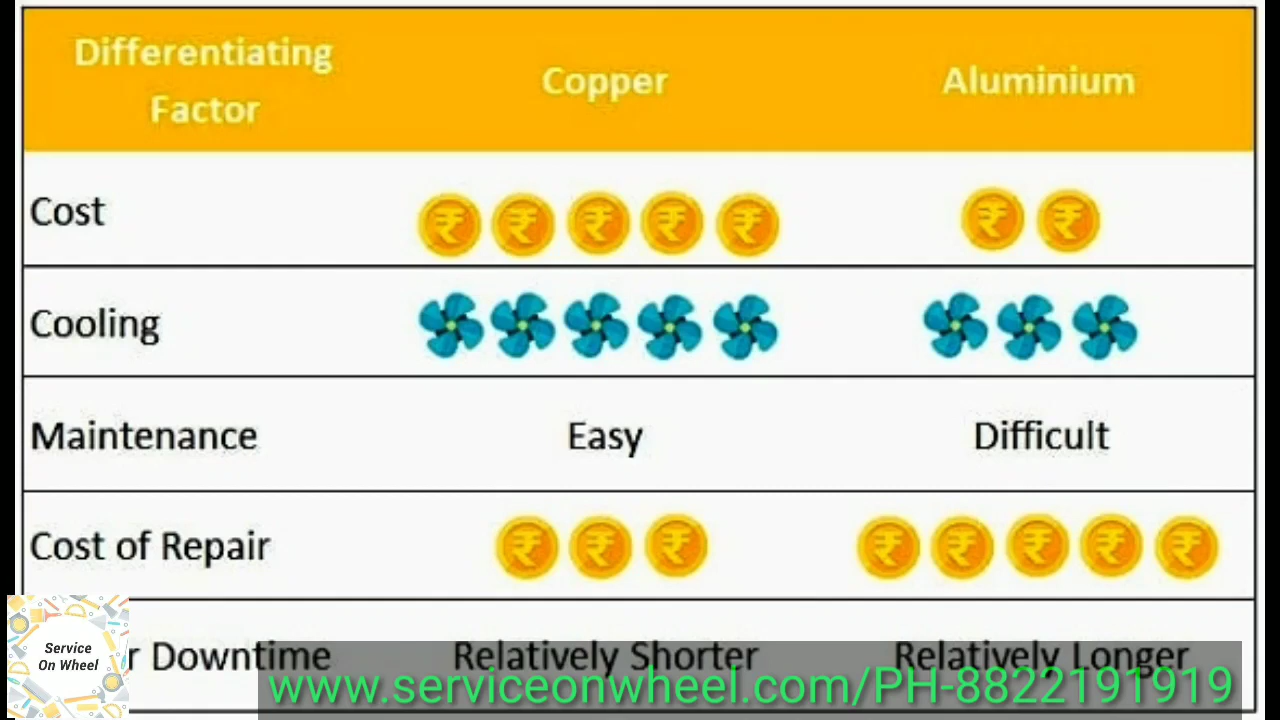 Differentiating
Factor
Copper
Aluminium
Cost
₹ ₹ ₹ ₹ ₹
₹ ₹
Cooling
Maintenance
Easy
Difficult
Cost of Repair
₹ ₹ ₹
₹ ₹ ₹ ₹ ₹
Downtime
Relatively Shorter
Relatively Longer
Service
On Wheel
www.serviceonwheel.com/PH-8822191919